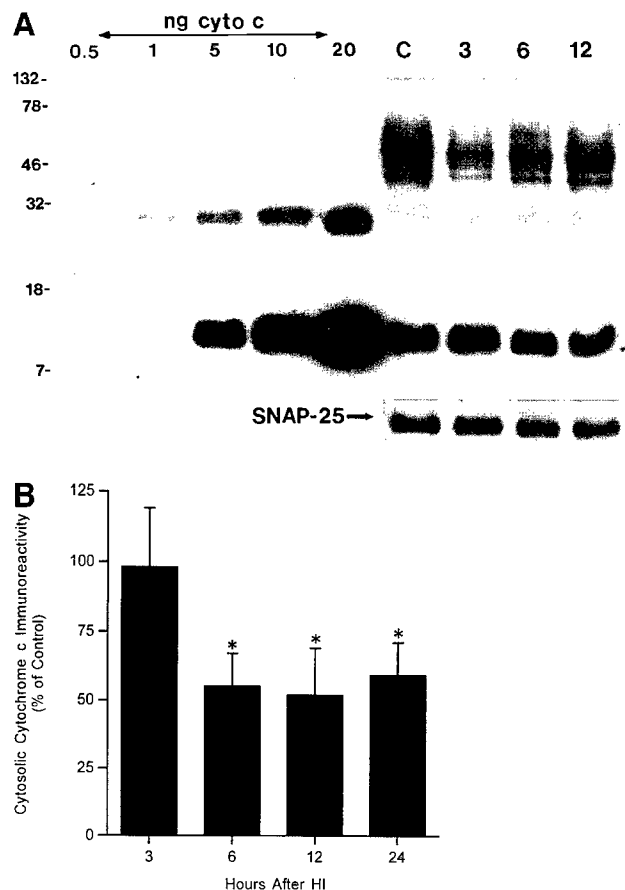 A
ng cyto c
0.5 1 5 10 20 C 3 6 12
132-
78-
46-
32-
18-
7-
SNAP-25
B
Cytosolic Cytochrome c Immunoreactivity
(% of Control)
125
100
75
50
25
0
* * *
3 6 12 24
Hours After HI